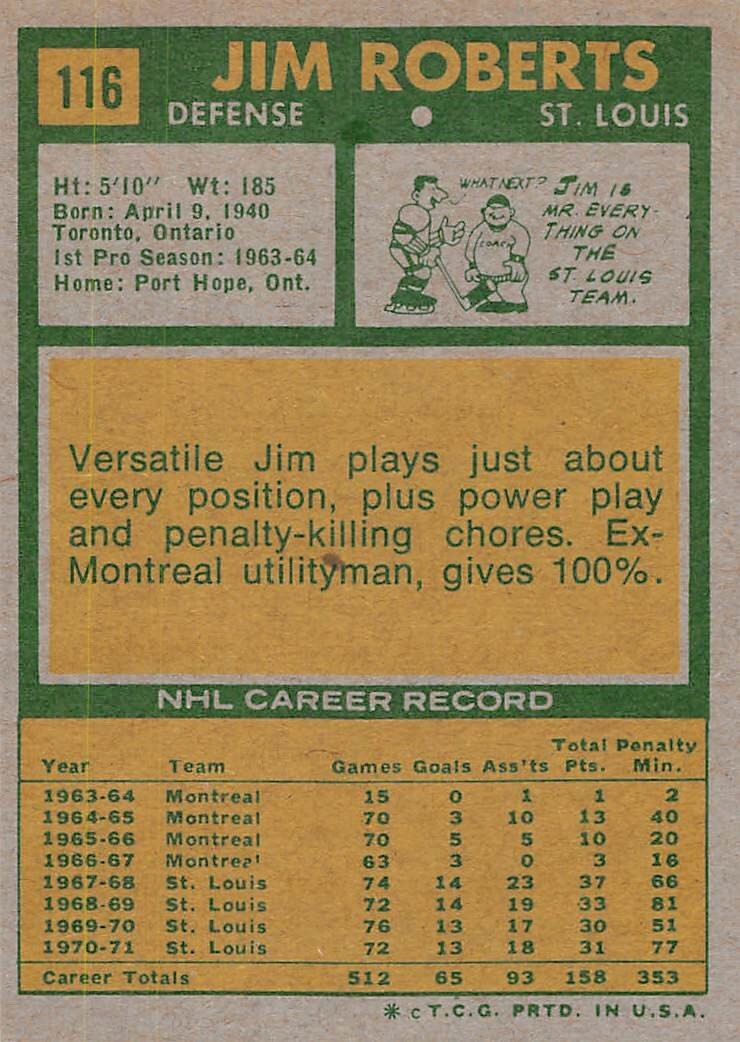 116
JIM ROBERTS
DEFENSE ● ST. LOUIS
Ht: 5'10" Wt: 185
Born: April 9, 1940
Toronto, Ontario
1st Pro Season: 1963-64
Home: Port Hope, Ont.
WHAT NEXT?
COACH
JIM IS
MR. EVERY-
THING ON
THE
ST. LOUIS
TEAM.
Versatile Jim plays just about
every position, plus power play
and penalty-killing chores. Ex-
Montreal utilityman, gives 100%.
NHL CAREER RECORD
Total Penalty
Year Team Games Goals Ass'ts Pts. Min.
1963-64 Montreal 15 0 1 1 2
1964-65 Montreal 70 3 10 13 40
1965-66 Montreal 70 5 5 10 20
1966-67 Montreal 63 3 0 3 16
1967-68 St. Louis 74 14 23 37 66
1968-69 St. Louis 72 14 19 33 81
1969-70 St. Louis 76 13 17 30 51
1970-71 St. Louis 72 13 18 31 77
Career Totals 512 65 93 158 353
* c T.C.G. PRTD. IN U.S.A.